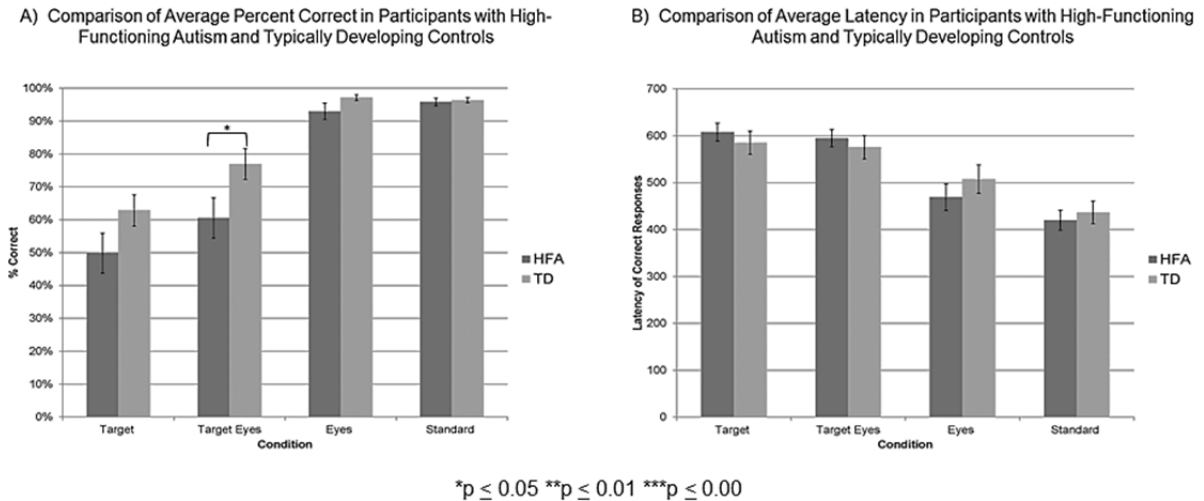 A) Comparison of Average Percent Correct in Participants with High-
Functioning Autism and Typically Developing Controls
100%
90%
80%
70%
60%
50%
40%
30%
20%
10%
0%
% Correct
*
Target
Target Eyes
Eyes
Standard
Condition
HFA
TD
B) Comparison of Average Latency in Participants with High-Functioning
Autism and Typically Developing Controls
700
600
500
400
300
200
100
0
Latency of Correct Responses
Target
Target Eyes
Eyes
Standard
Condition
HFA
TD
*p ≤ 0.05 **p ≤ 0.01 ***p ≤ 0.00